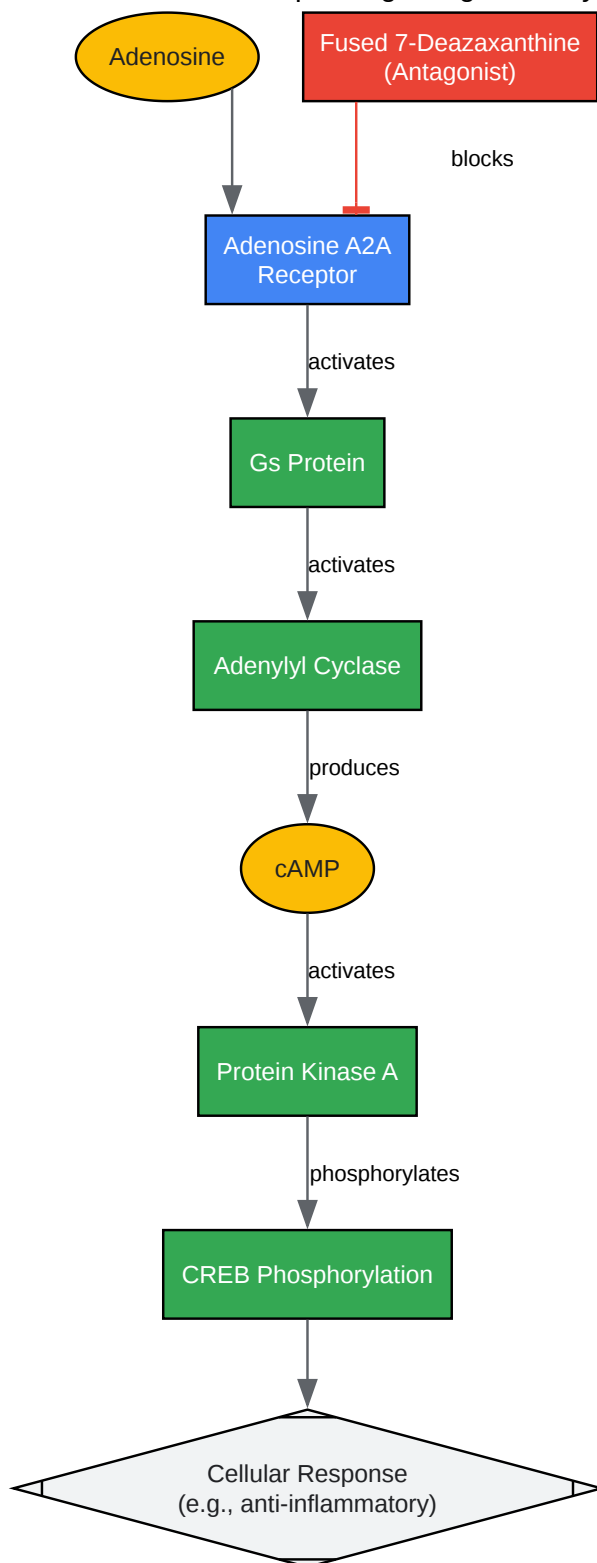 Adenosine
Fused 7-Deazaxanthine
(Antagonist)
blocks
Adenosine A2A
Receptor
activates
Gs Protein
activates
Adenylyl Cyclase
produces
cAMP
activates
Protein Kinase A
phosphorylates
CREB Phosphorylation
Cellular Response
(e.g., anti-inflammatory)